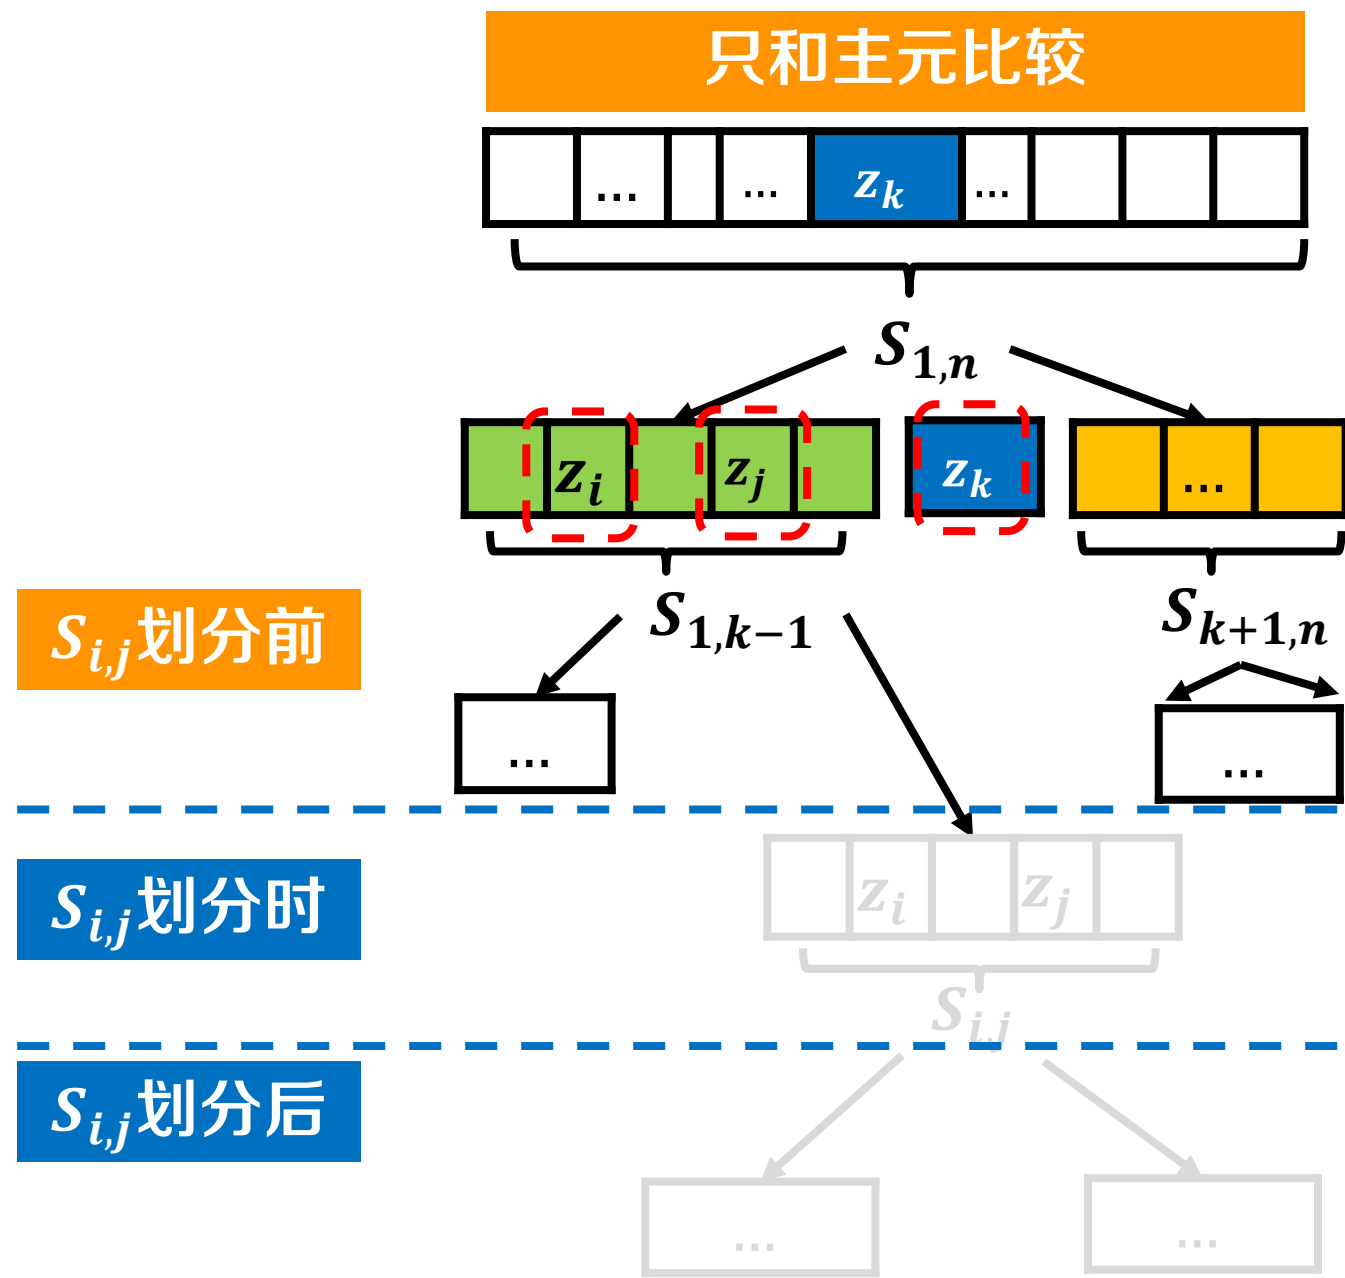 只和主元比较
... ... z_k ...
S_{1,n}
z_i z_j z_k ...
S_{1,k-1} S_{k+1,n}
S_{i,j}划分前
... ...
S_{i,j}划分时
z_i z_j
S_{i,j}
S_{i,j}划分后
... ...